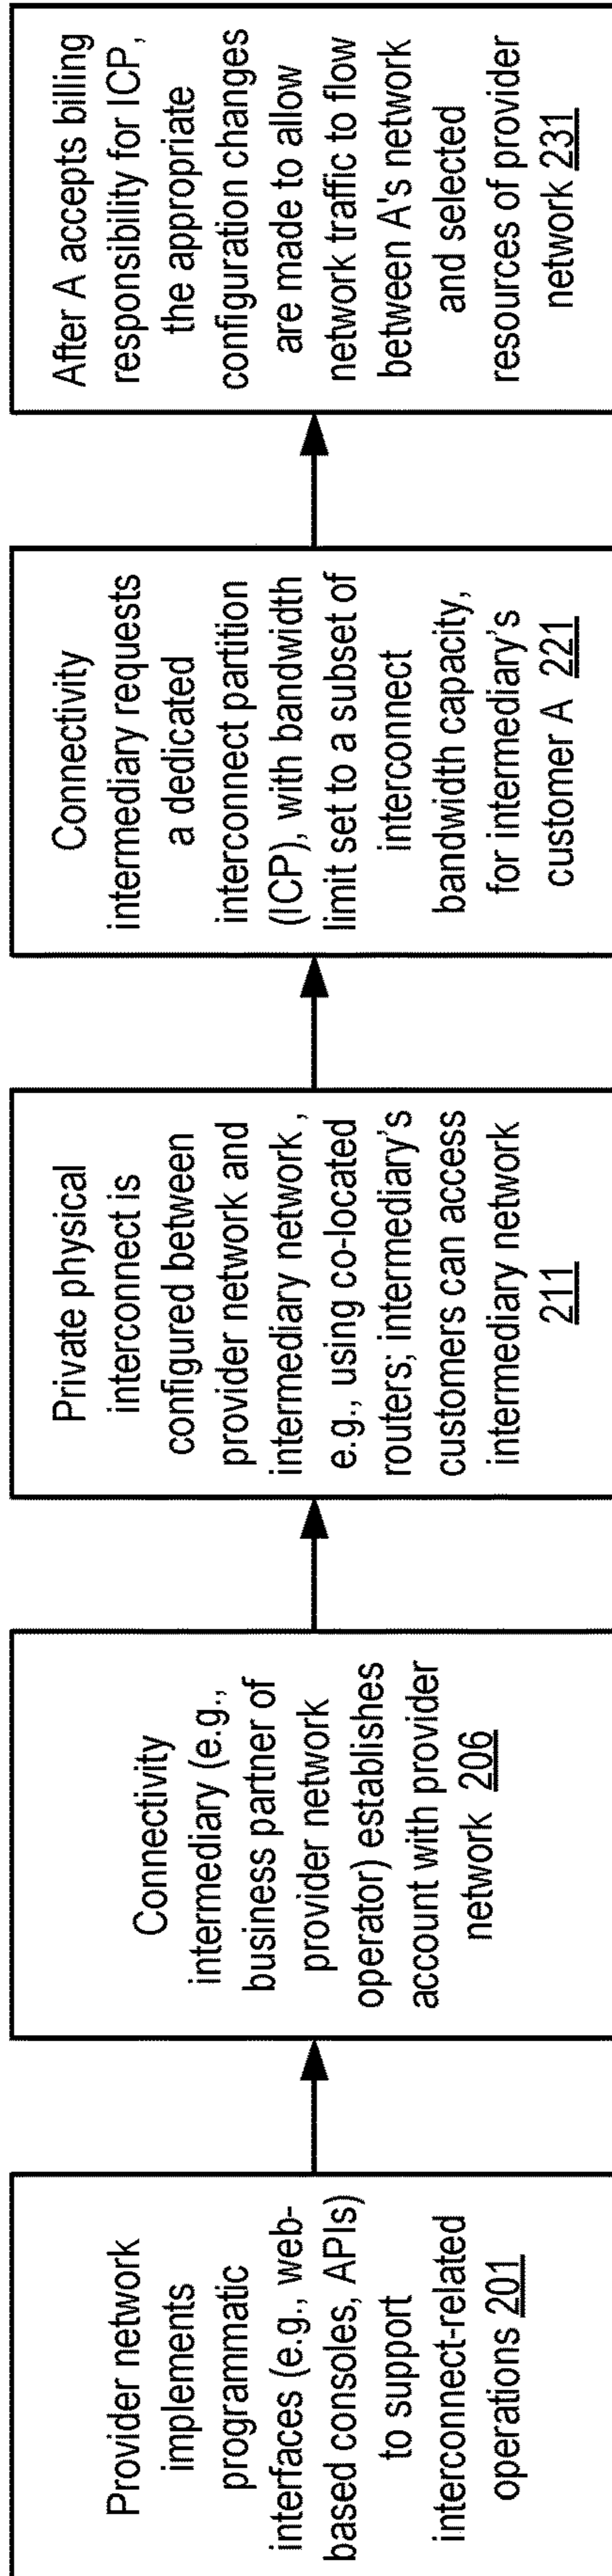 Provider network
implements
programmatic
interfaces (e.g., web-
based consoles, APIs)
to support
interconnect-related
operations 201
Connectivity
intermediary (e.g.,
business partner of
provider network
operator) establishes
account with provider
network 206
Private physical
interconnect is
configured between
provider network and
intermediary network ,
e.g., using co-located
routers; intermediary's
customers can access
intermediary network
211
Connectivity
intermediary requests
a dedicated
interconnect partition
(ICP), with bandwidth
limit set to a subset of
interconnect
bandwidth capacity,
for intermediary's
customer A 221
After A accepts billing
responsibility for ICP,
the appropriate
configuration changes
are made to allow
network traffic to flow
between A's network
and selected
resources of provider
network 231